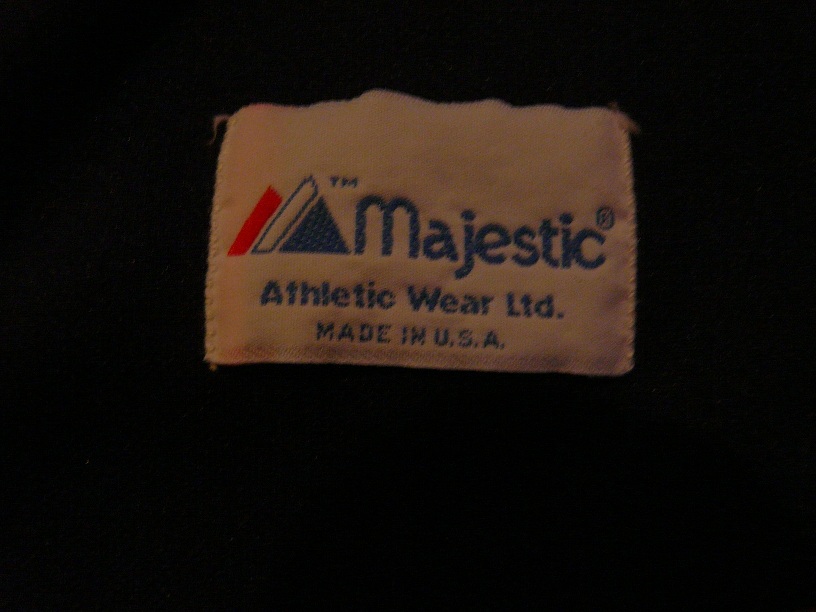 ™
Majestic®
Athletic Wear Ltd.
MADE IN U.S.A.